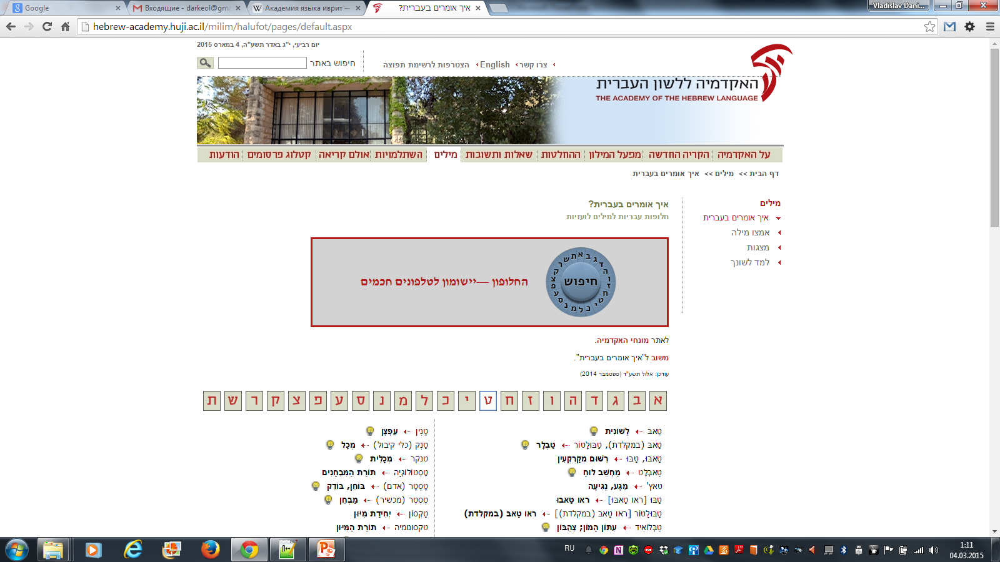 Google
Входящие - darkeol@gma
Академия языка иврит —
איך אומרים בעברית?
Vladislav Dani...
hebrew-academy.huji.ac.il/milim/halufot/pages/default.aspx
יום רביעי, י"ג באדר תשע"ה, 4 במארס 2015
צרו קשר
English
הצטרפות לרשימת תפוצה
חיפוש באתר
האקדמיה ללשון העברית
THE ACADEMY OF THE HEBREW LANGUAGE
על האקדמיה הקריה החדשה מפעל המילון ההחלטות שאלות ותשובות מילים השתלמויות אולם קריאה קטלוג פרסומים הודעות
דף הבית >> מילים >> איך אומרים בעברית
מילים
איך אומרים בעברית
אמצו מילה
מצגות
למד לשונך
איך אומרים בעברית?
חלופות עבריות למילים לועזיות
א ב ג ד ה ו ז ח ט י כ ל מ נ ס ע פ צ ק ר ש ת
חיפוש
החלופון —יישומון לטלפונים חכמים
לאתר מונחי האקדמיה.
משוב ל"איך אומרים בעברית".
עודכן: אלול תשע"ד (ספטמבר 2014)
א ב ג ד ה ו ז ח ט י כ ל מ נ ס ע פ צ ק ר ש ת
טַאבּ לְשׁוֹנִית
טַאבּ (במקלדת), טַבּוּלָטוֹר טַבְלָר
טַאבּוּ, טַבּוּ רִשּׁוּם מְקַרְקְעִין
טַאבְּלֶט מַחְשֵׁב לוּחַ
טאץ' מַגָּע, נְגִיעָה
טַבּוּ [ראו טַאבּוּ] ראו טַאבּוּ
טַבּוּלָטוֹר [ראו טַאבּ (במקלדת)] ראו טַאבּ (במקלדת)
טַבְּלוֹאִיד עִתּוֹן הָמוֹן; צְהֻבּוֹן
טָנִין עַפְצָן
טַנְק (כלי קיבול) מְכָל
טנקר מְכָלִית
טֶסְטוֹלוֹגְיָה תּוֹרַת הַמִּבְחָנִים
טֶסְטֶר (אדם) בּוֹחֵן, בּוֹדֵק
טֶסְטֶר (מכשיר) מַבְחֵן
טַקְסוֹן יְחִידַת מִיּוּן
טקסונומיה תּוֹרַת הַמִּיּוּן
RU
1:11
04.03.2015